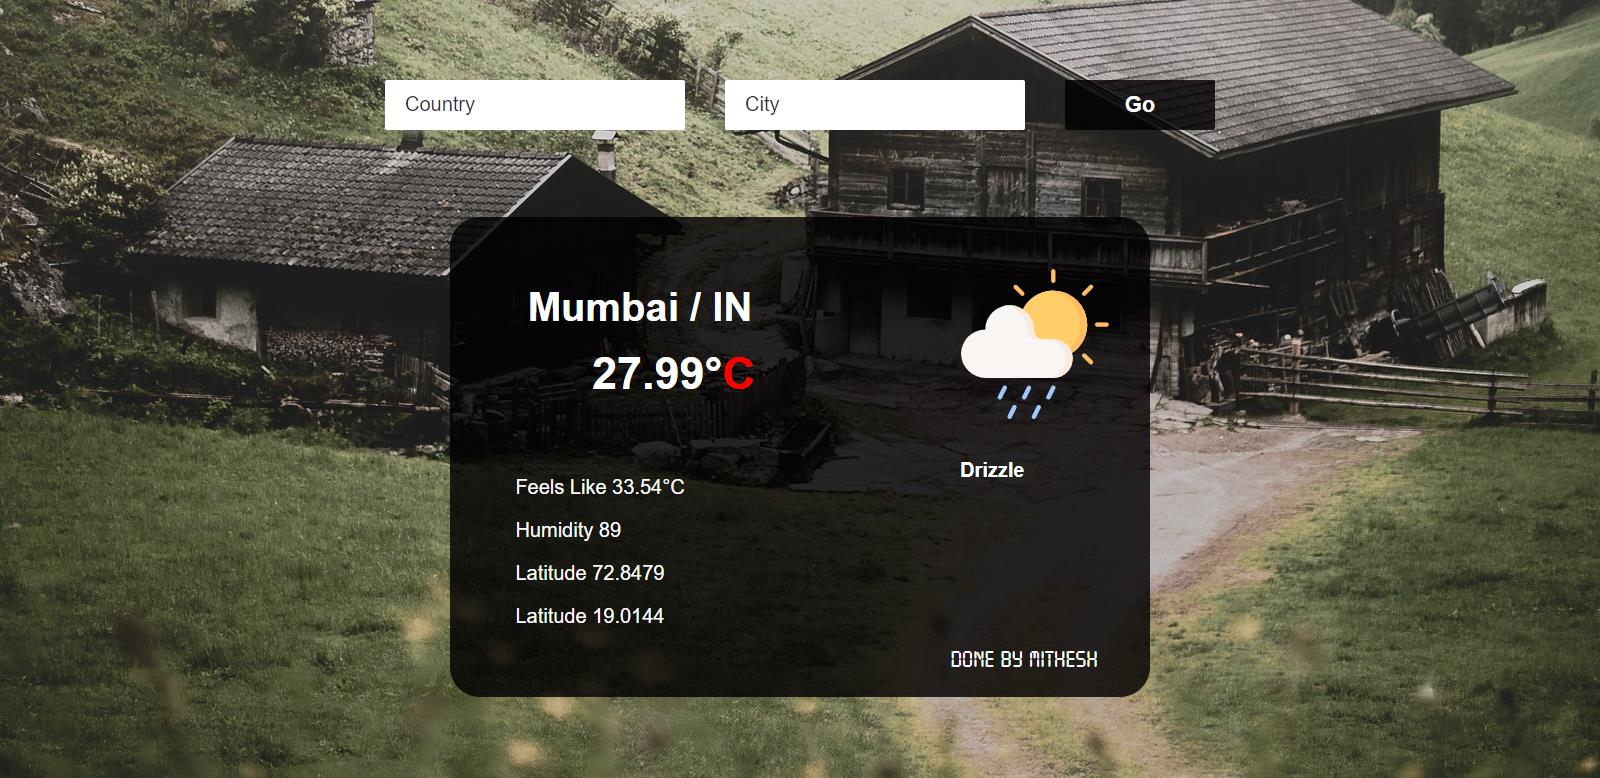 Country
City
Go
Mumbai / IN
27.99°C
Drizzle
Feels Like 33.54°C
Humidity 89
Latitude 72.8479
Latitude 19.0144
DONE BY MITHESH